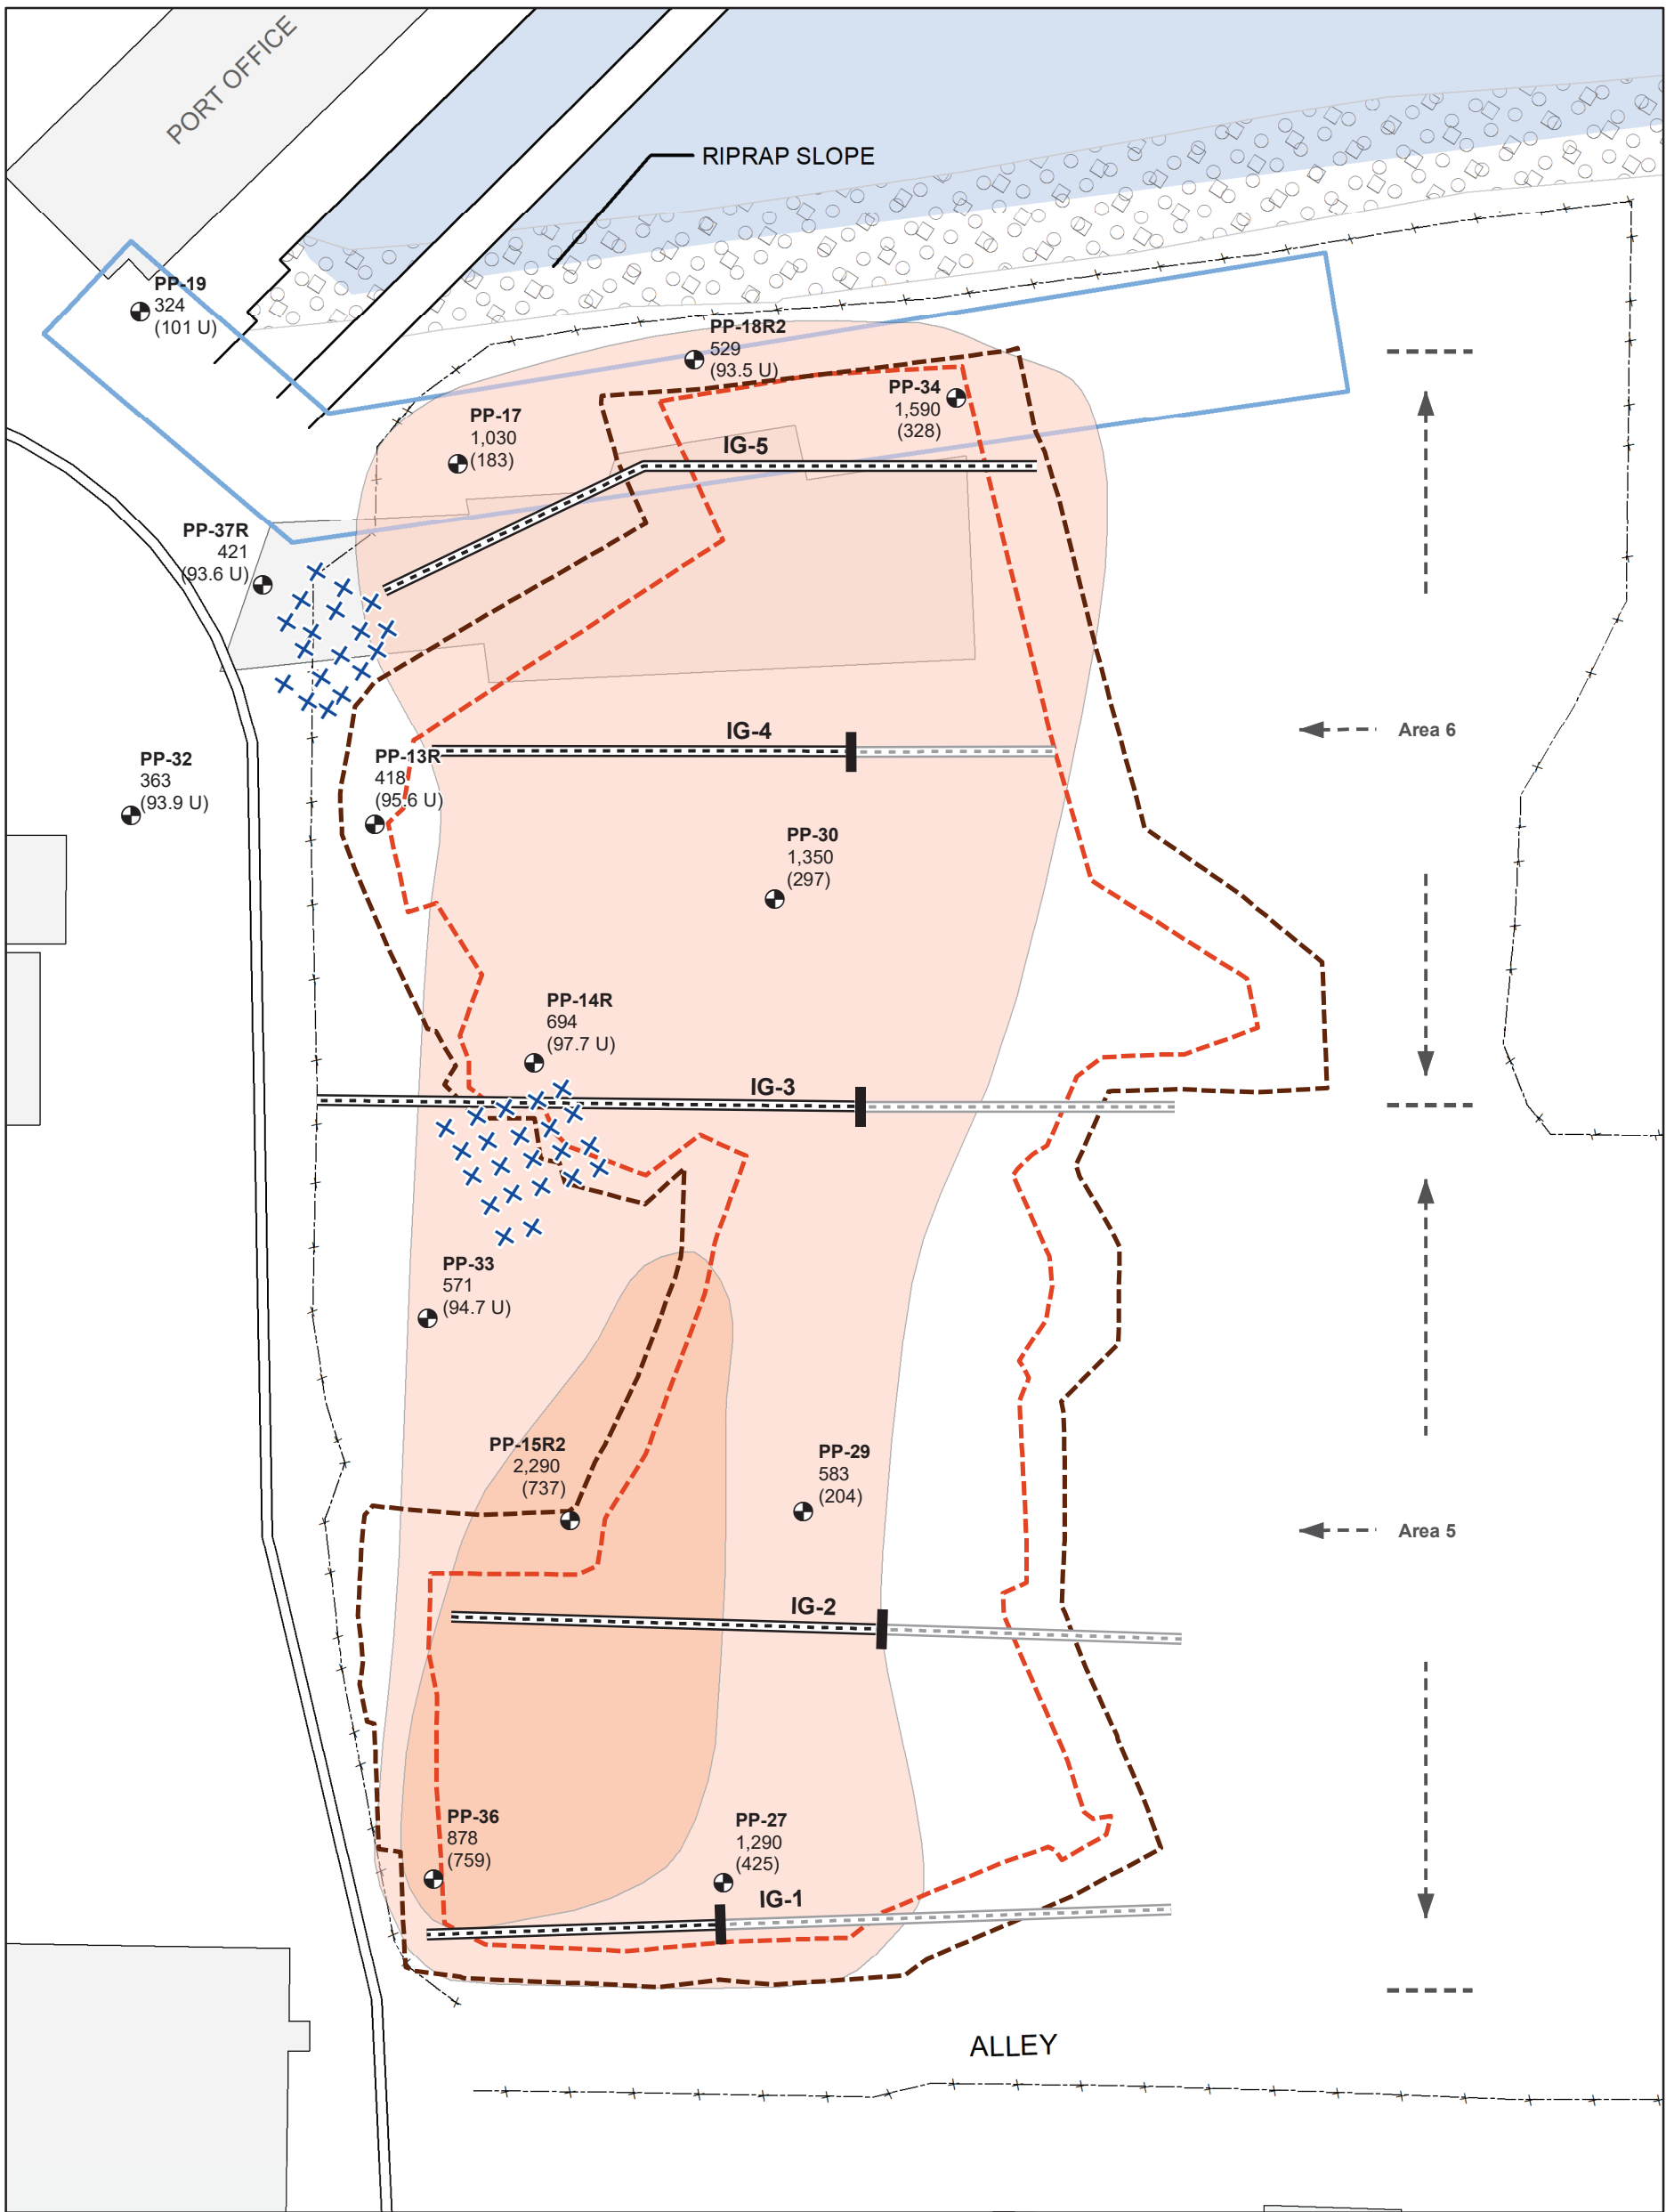 PORT OFFICE
RIPRAP SLOPE
PP-19
324
(101 U)
PP-18R2
529
(93.5 U)
PP-34
1,590
(328)
PP-17
1,030
(183)
IG-5
PP-37R
421
(93.6 U)
IG-4
Area 6
PP-32
363
(93.9 U)
PP-13R
418
(95.6 U)
PP-30
1,350
(297)
PP-14R
694
(97.7 U)
IG-3
PP-33
571
(94.7 U)
PP-15R2
2,290
(737)
PP-29
583
(204)
Area 5
IG-2
PP-36
878
(759)
PP-27
1,290
(425)
IG-1
ALLEY